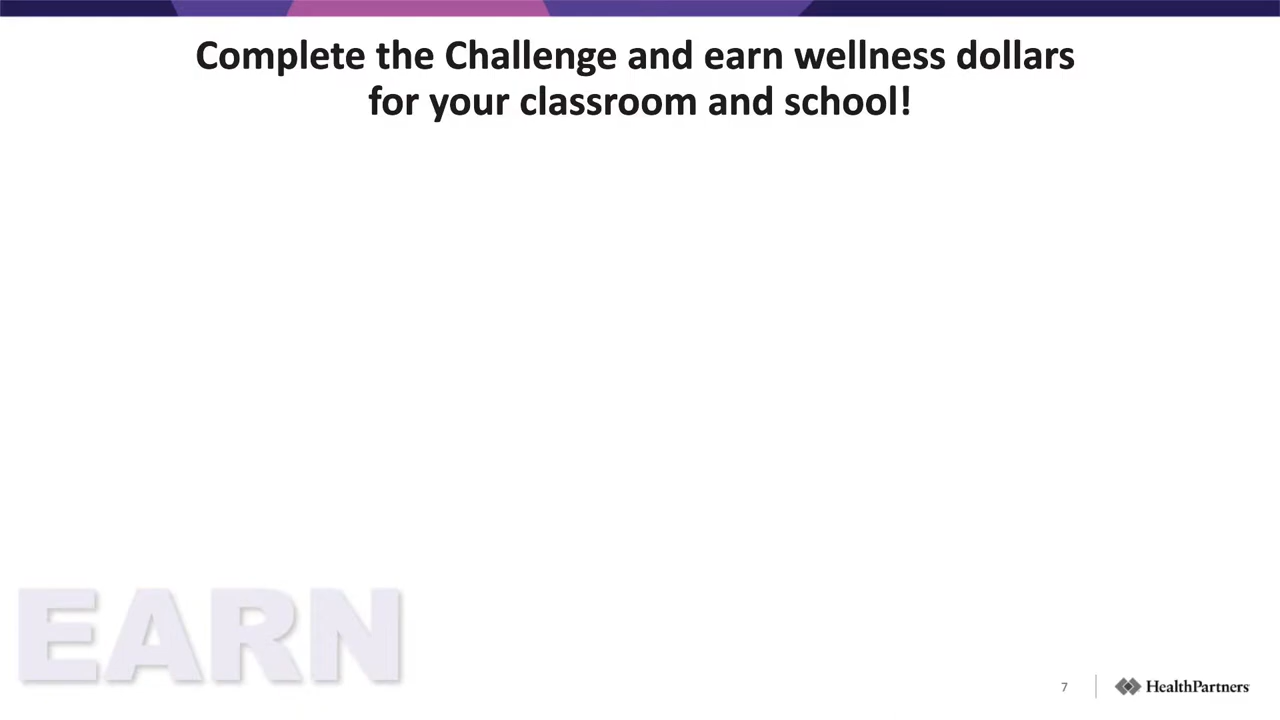 Complete the Challenge and earn wellness dollars
for your classroom and school!
EARN
7
HealthPartners